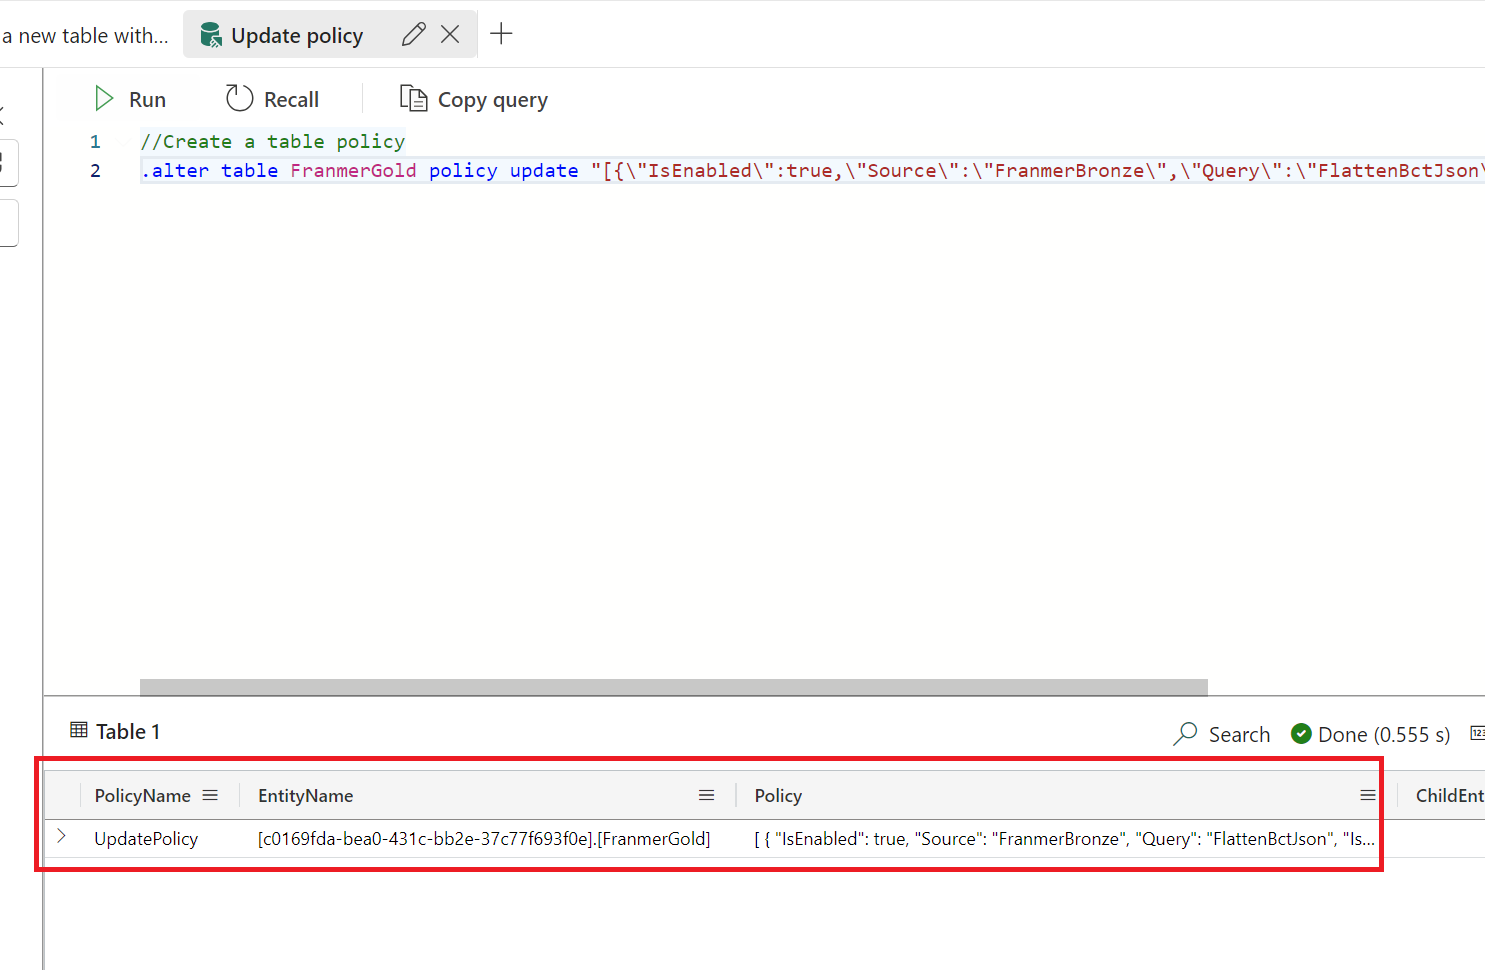 a new table with...
Update policy
Run
Recall
Copy query
1 //Create a table policy
2 .alter table FranmerGold policy update "[{\"IsEnabled\":true,\"Source\":\"FranmerBronze\",\"Query\":\"FlattenBctJson\
Table 1
Search
Done (0.555 s)
123
PolicyName
EntityName
Policy
ChildEnt
UpdatePolicy
[c0169fda-bea0-431c-bb2e-37c77f693f0e].[FranmerGold]
[ { "IsEnabled": true, "Source": "FranmerBronze", "Query": "FlattenBctJson", "Is...